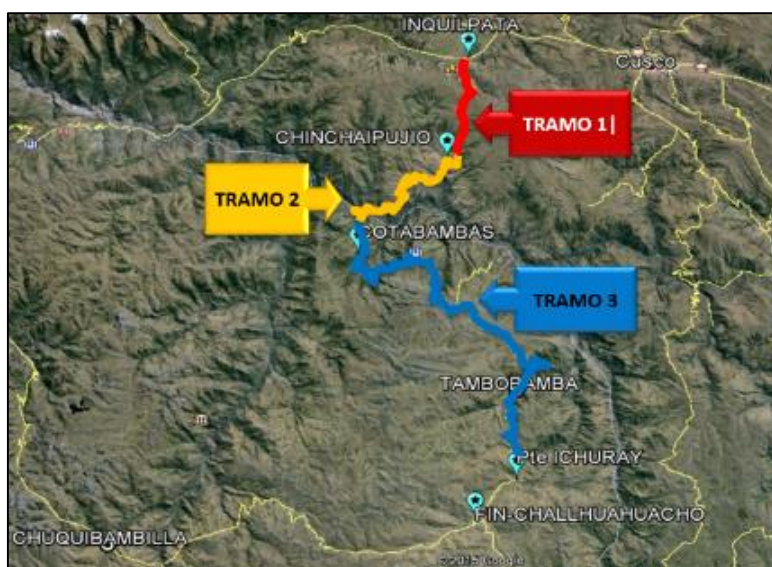 INQUILPATA
Cusco
TRAMO 1|
CHINCHAIPUJIO
TRAMO 2
COTABAMBAS
TRAMO 3
TAMBOBAMBA
Pte ICHURAY
FIN-CHALLHUAHUACHO
CHUQUIBAMBILLA